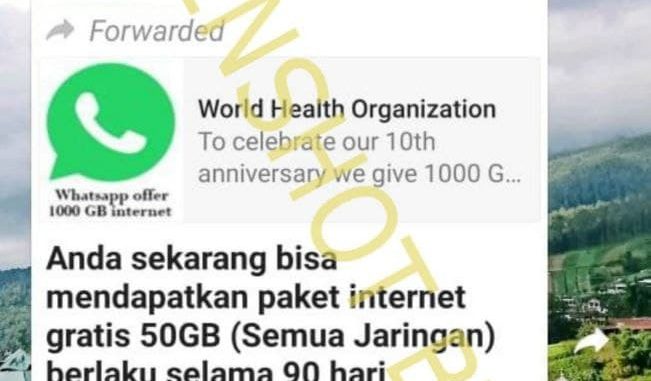 Forwarded
World Health Organization
To celebrate our 10th
anniversary we give 1000 G...
Whatsapp offer
1000 GB internet
Anda sekarang bisa
mendapatkan paket internet
gratis 50GB (Semua Jaringan)
berlaku selama 90 hari